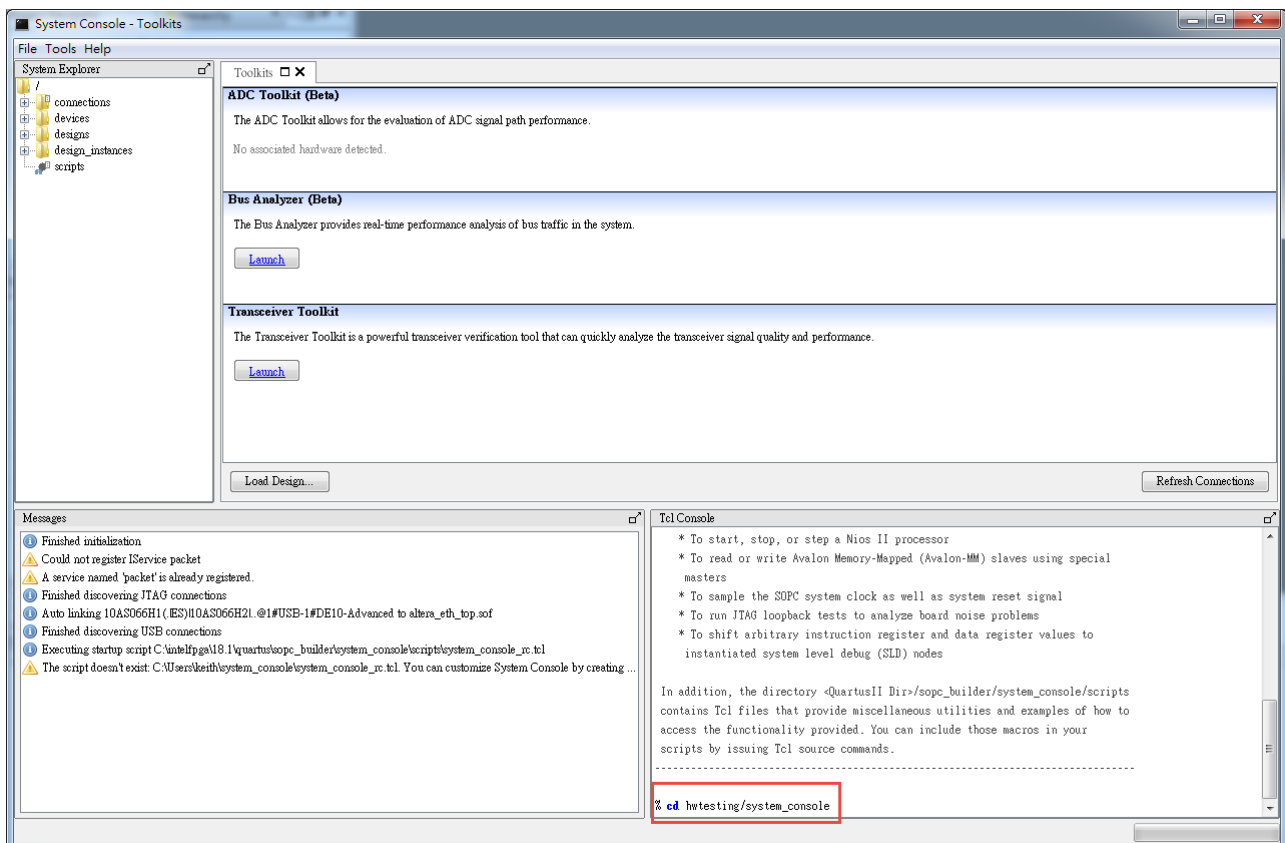 System Console - Toolkits
File Tools Help
System Explorer
/
connections
devices
designs
design_instances
scripts
Toolkits
ADC Toolkit (Beta)
The ADC Toolkit allows for the evaluation of ADC signal path performance.
No associated hardware detected.
Bus Analyzer (Beta)
The Bus Analyzer provides real-time performance analysis of bus traffic in the system.
Launch
Transceiver Toolkit
The Transceiver Toolkit is a powerful transceiver verification tool that can quickly analyze the transceiver signal quality and performance.
Launch
Load Design...
Refresh Connections
Messages
Finished initialization
Could not register IService packet
A service named 'packet' is already registered.
Finished discovering JTAG connections
Auto linking 10AS066H1(.|ES)|10AS066H2|..@1#USB-1#DE10-Advanced to altera_eth_top.sof
Finished discovering USB connections
Executing startup script C:\intelfpga\18.1\quartus\sopc_builder\system_console\scripts\system_console_rc.tcl
The script doesn't exist: C:\Users\keith\system_console\system_console_rc.tcl. You can customize System Console by creating ...
Tcl Console
* To start, stop, or step a Nios II processor
* To read or write Avalon Memory-Mapped (Avalon-MM) slaves using special
masters
* To sample the SOPC system clock as well as system reset signal
* To run JTAG loopback tests to analyze board noise problems
* To shift arbitrary instruction register and data register values to
instantiated system level debug (SLD) nodes
In addition, the directory <QuartusII Dir>/sopc_builder/system_console/scripts
contains Tcl files that provide miscellaneous utilities and examples of how to
access the functionality provided. You can include those macros in your
scripts by issuing Tcl source commands.
--------------------------------------------------------------------------------
% cd hwtesting/system_console